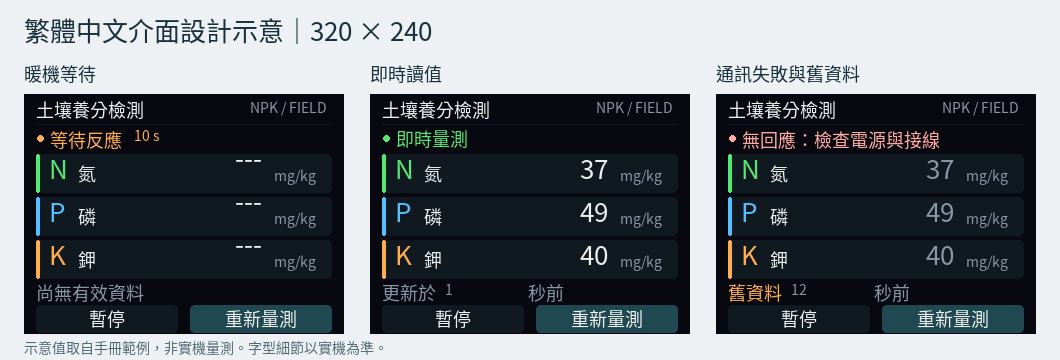 繁體中文介面設計示意｜320 × 240
暖機等待
土壤養分檢測 NPK / FIELD
等待反應 10 s
N 氮 --- mg/kg
P 磷 --- mg/kg
K 鉀 --- mg/kg
尚無有效資料
暫停 重新量測
即時讀值
土壤養分檢測 NPK / FIELD
即時量測
N 氮 37 mg/kg
P 磷 49 mg/kg
K 鉀 40 mg/kg
更新於 1 秒前
暫停 重新量測
通訊失敗與舊資料
土壤養分檢測 NPK / FIELD
無回應：檢查電源與接線
N 氮 37 mg/kg
P 磷 49 mg/kg
K 鉀 40 mg/kg
舊資料 12 秒前
暫停 重新量測
示意值取自手冊範例，非實機量測。字型細節以實機為準。